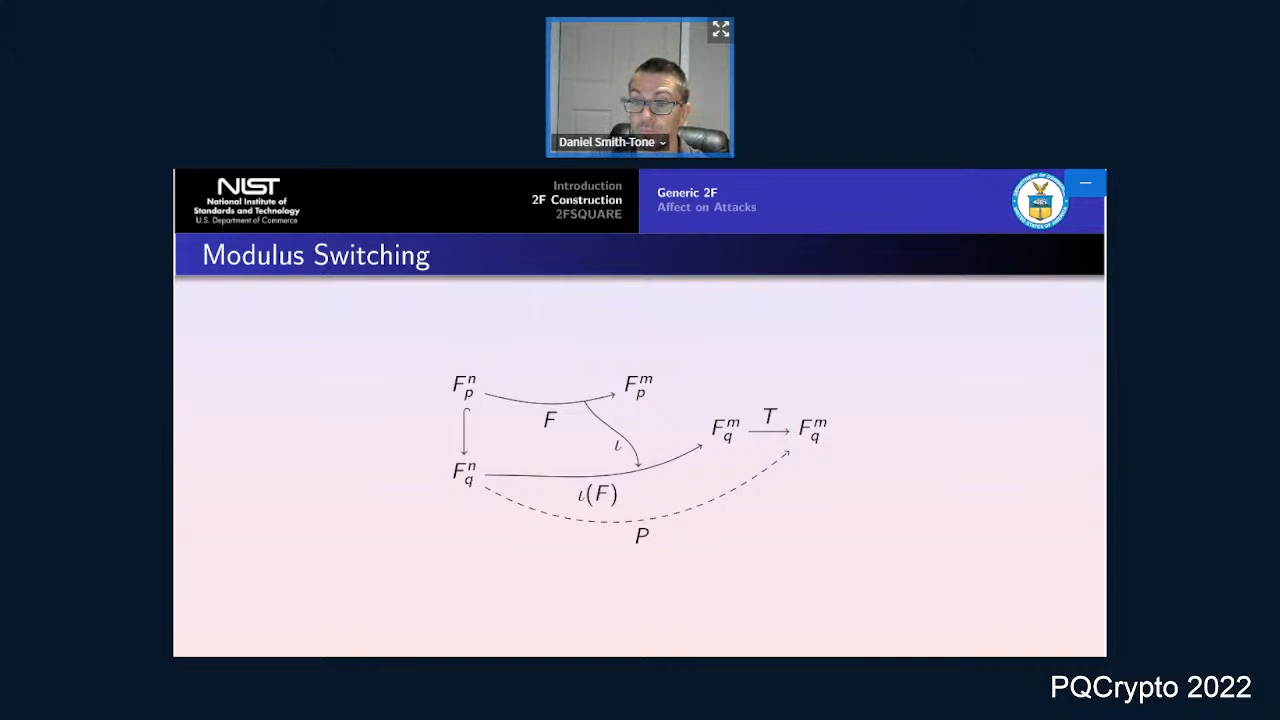 Daniel Smith-Tone
NIST
National Institute of
Standards and Technology
U.S. Department of Commerce
Introduction
2F Construction
2FSQUARE
Generic 2F
Affect on Attacks
Modulus Switching
F_p^n
F_p^m
F
ι
F_q^m
T
F_q^m
F_q^n
ι(F)
P
PQCrypto 2022